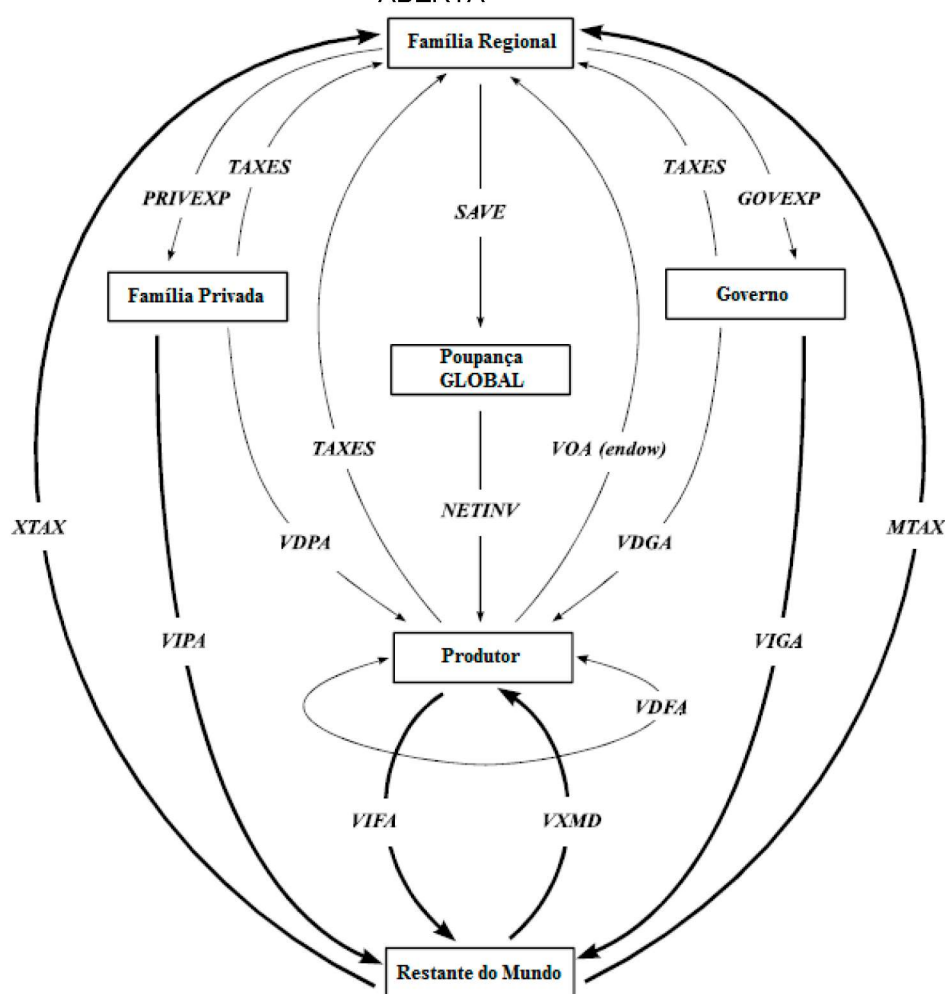 ABERTA
Família Regional
TAXES
TAXES
PRIVEXP
GOVEXP
SAVE
Família Privada
Governo
Poupança
GLOBAL
TAXES
VOA (endow)
NETINV
XTAX
MTAX
VDPA
VDGA
VIPA
VIGA
Produtor
VDFA
VIFA
VXMD
Restante do Mundo